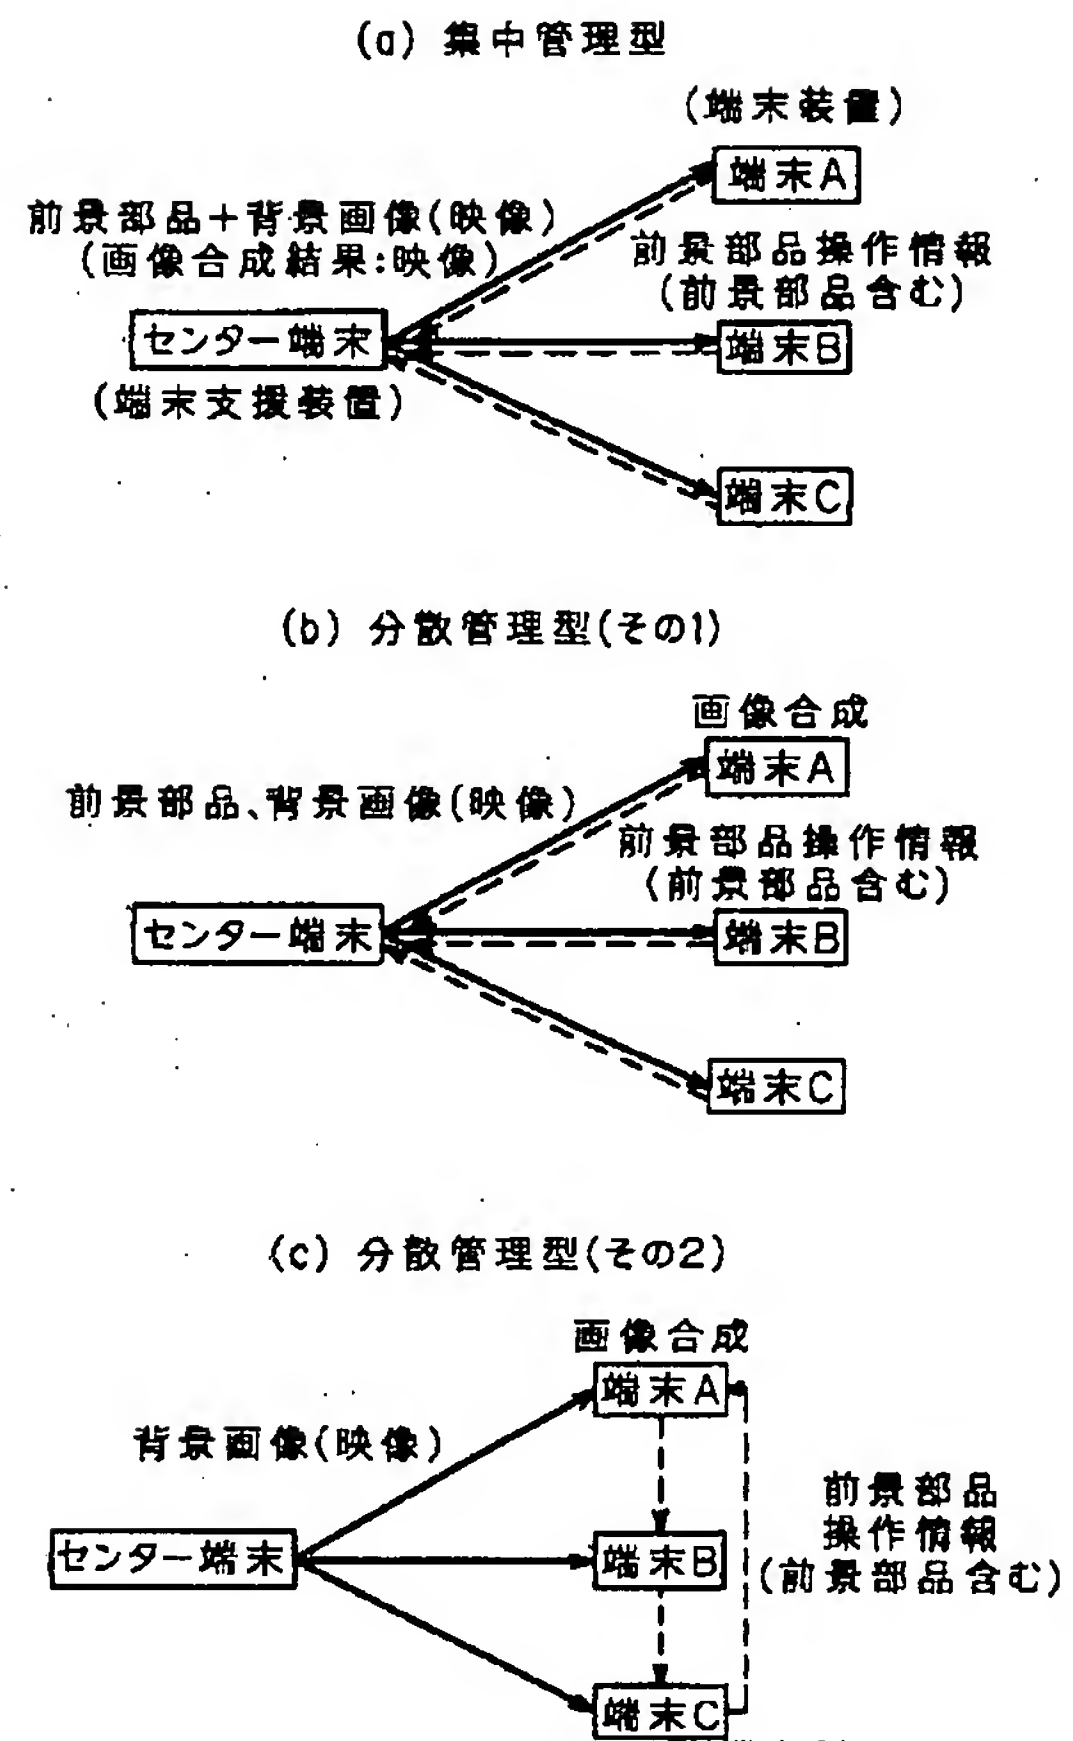 (a) 集中管理型
(端末装置)
端末A
前景部品+背景画像(映像)
(画像合成結果:映像)
前景部品操作情報
(前景部品含む)
センター端末
端末B
(端末支援装置)
端末C
(b) 分散管理型(その1)
画像合成
端末A
前景部品、背景画像(映像)
前景部品操作情報
(前景部品含む)
センター端末
端末B
端末C
(c) 分散管理型(その2)
画像合成
端末A
背景画像(映像)
前景部品
操作情報
(前景部品含む)
センター端末
端末B
端末C